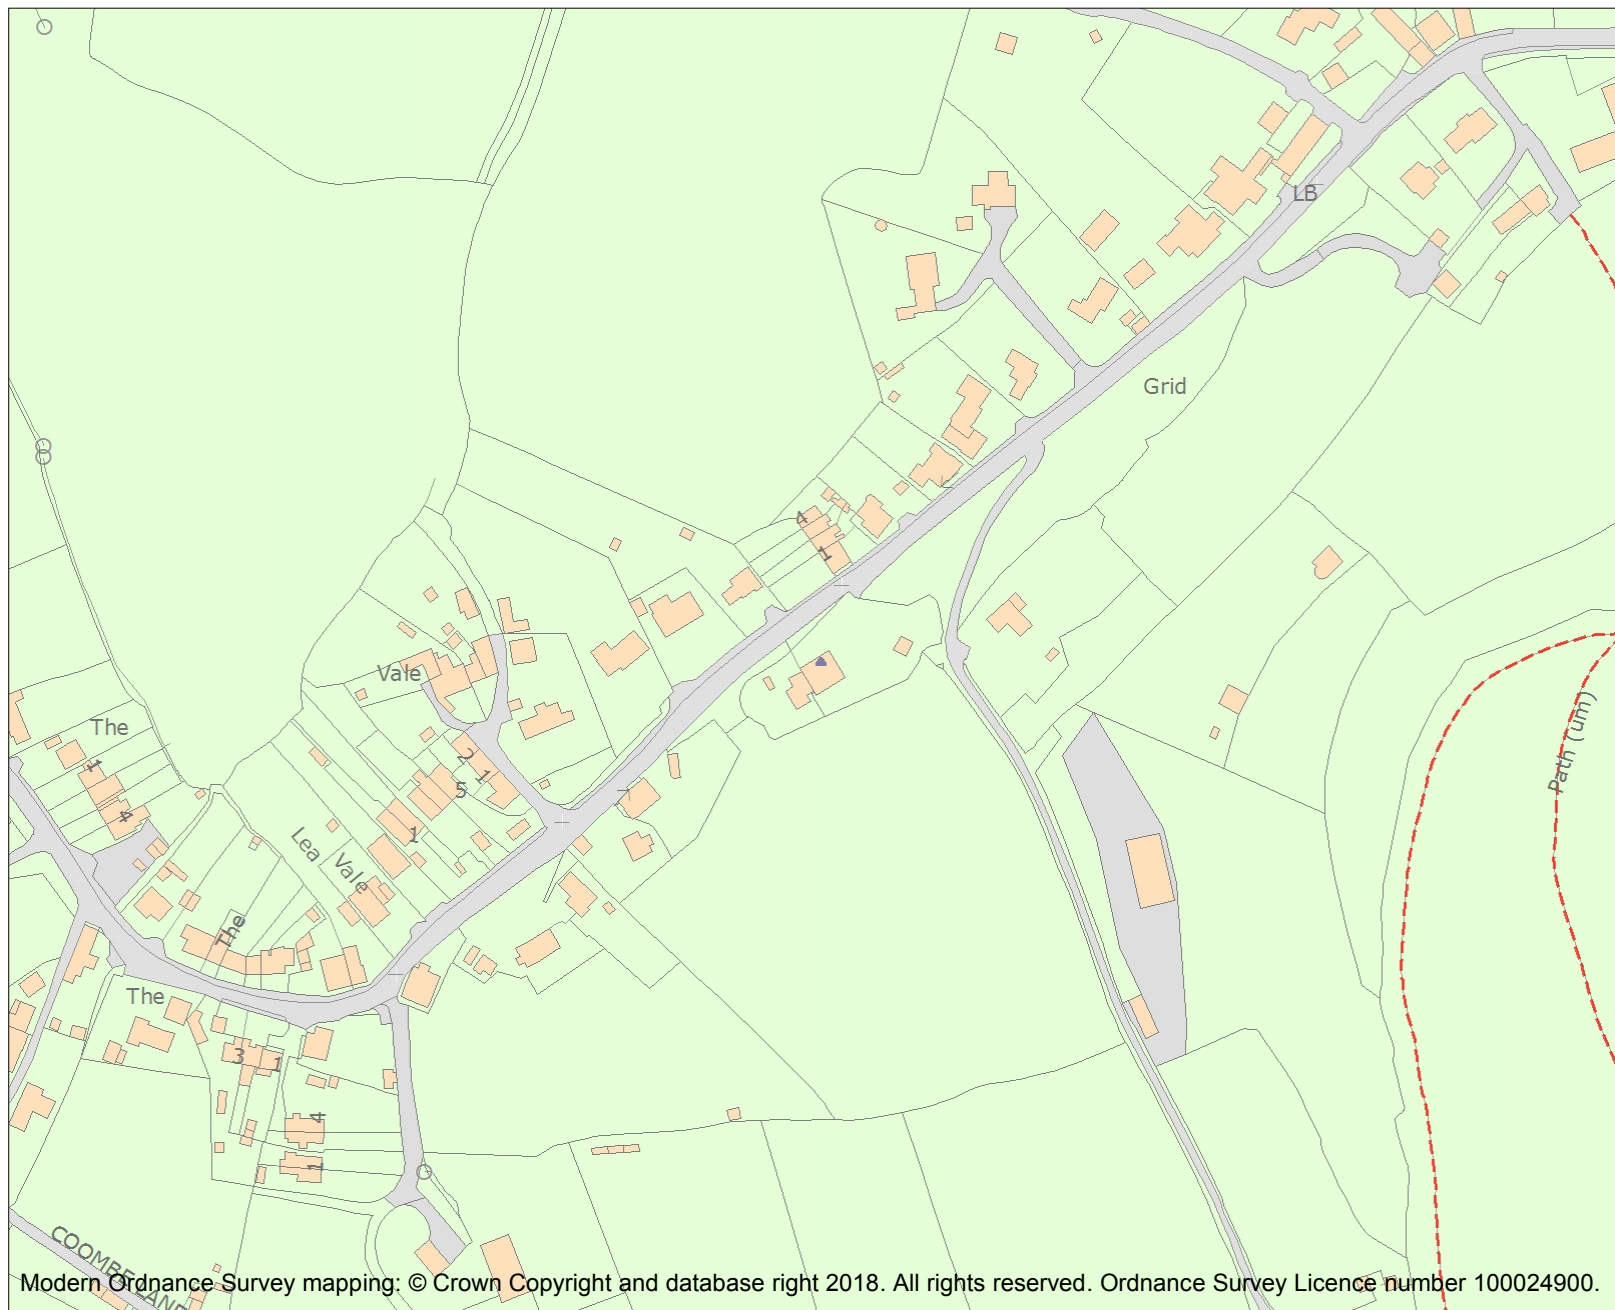 LB
Grid
4
1
Vale
The
1
4
2
1
5
1
Lea
Vale
The
The
3
1
4
1
Path (um)
COOMBE LANE
Modern Ordnance Survey mapping: © Crown Copyright and database right 2018. All rights reserved. Ordnance Survey Licence number 100024900.